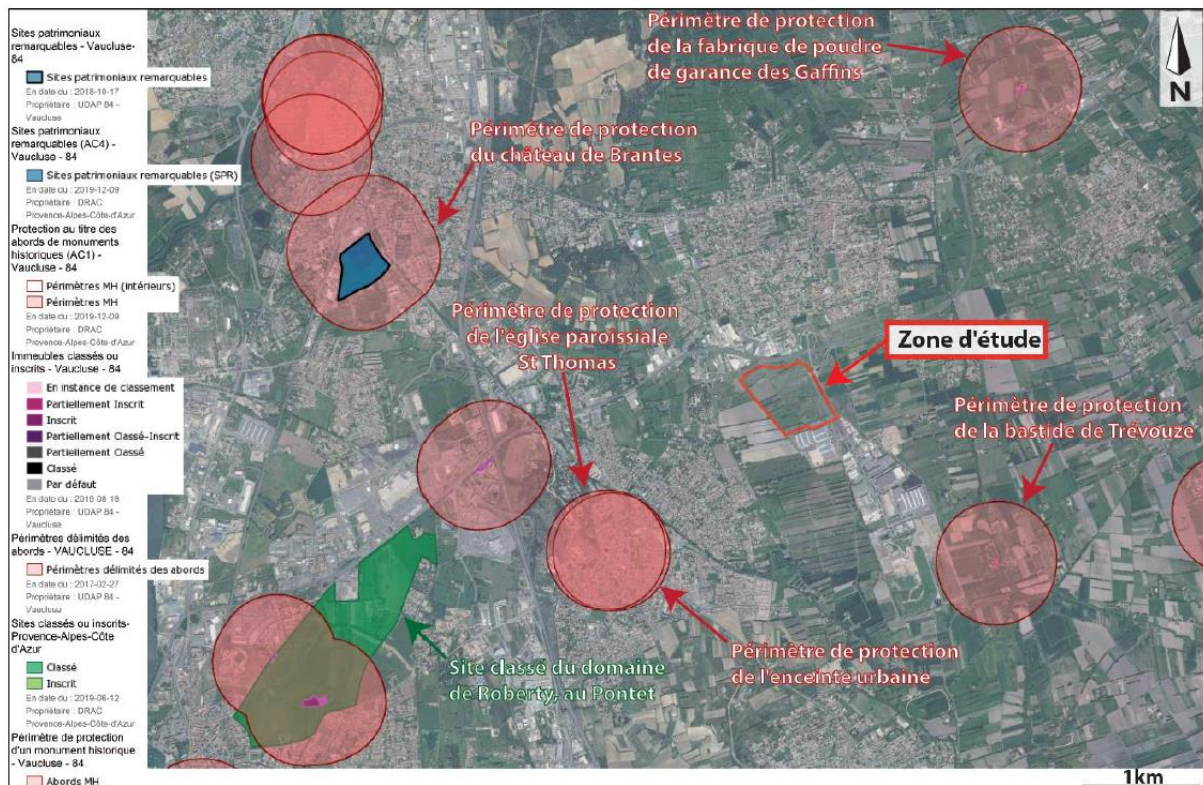 Sites patrimoniaux
remarquables - Vaucluse-
84
Sites patrimoniaux remarquables
En date du : 2018-10-17
Propriétaire : UDAP 84 -
Vaucluse
Sites patrimoniaux
remarquables (AC4) -
Vaucluse - 84
Sites patrimoniaux remarquables (SPR)
En date du : 2019-12-09
Propriétaire : DRAC
Provence-Alpes-Côte-d'Azur
Protection au titre des
abords de monuments
historiques (AC1) -
Vaucluse - 84
Périmètres MH (intérieurs)
Périmètres MH
En date du : 2019-12-09
Propriétaire : DRAC
Provence-Alpes-Côte-d'Azur
Immeubles classés ou
inscrits - Vaucluse - 84
En instance de classement
Partiellement Inscrit
Inscrit
Partiellement Classé-Inscrit
Partiellement Classé
Classé
Par défaut
En date du : 2019-08-16
Propriétaire : UDAP 84 -
Vaucluse
Périmètres délimités des
abords - VAUCLUSE - 84
Périmètres délimités des abords
En date du : 2017-02-27
Propriétaire : UDAP 84 -
Vaucluse
Sites classés ou inscrits-
Provence-Alpes-Côte
d'Azur
Classé
Inscrit
En date du : 2019-06-12
Propriétaire : DRAC
Provence-Alpes-Côte-d'Azur
Périmètre de protection
d'un monument historique
- Vaucluse - 84
Abords MH
Périmètre de protection
de la fabrique de poudre
de garance des Gaffins
N
Périmètre de protection
du château de Brantes
Périmètre de protection
de l'église paroissiale
St Thomas
Zone d'étude
Périmètre de protection
de la bastide de Trévouze
Site classé du domaine
de Roberty, au Pontet
Périmètre de protection
de l'enceinte urbaine
1km